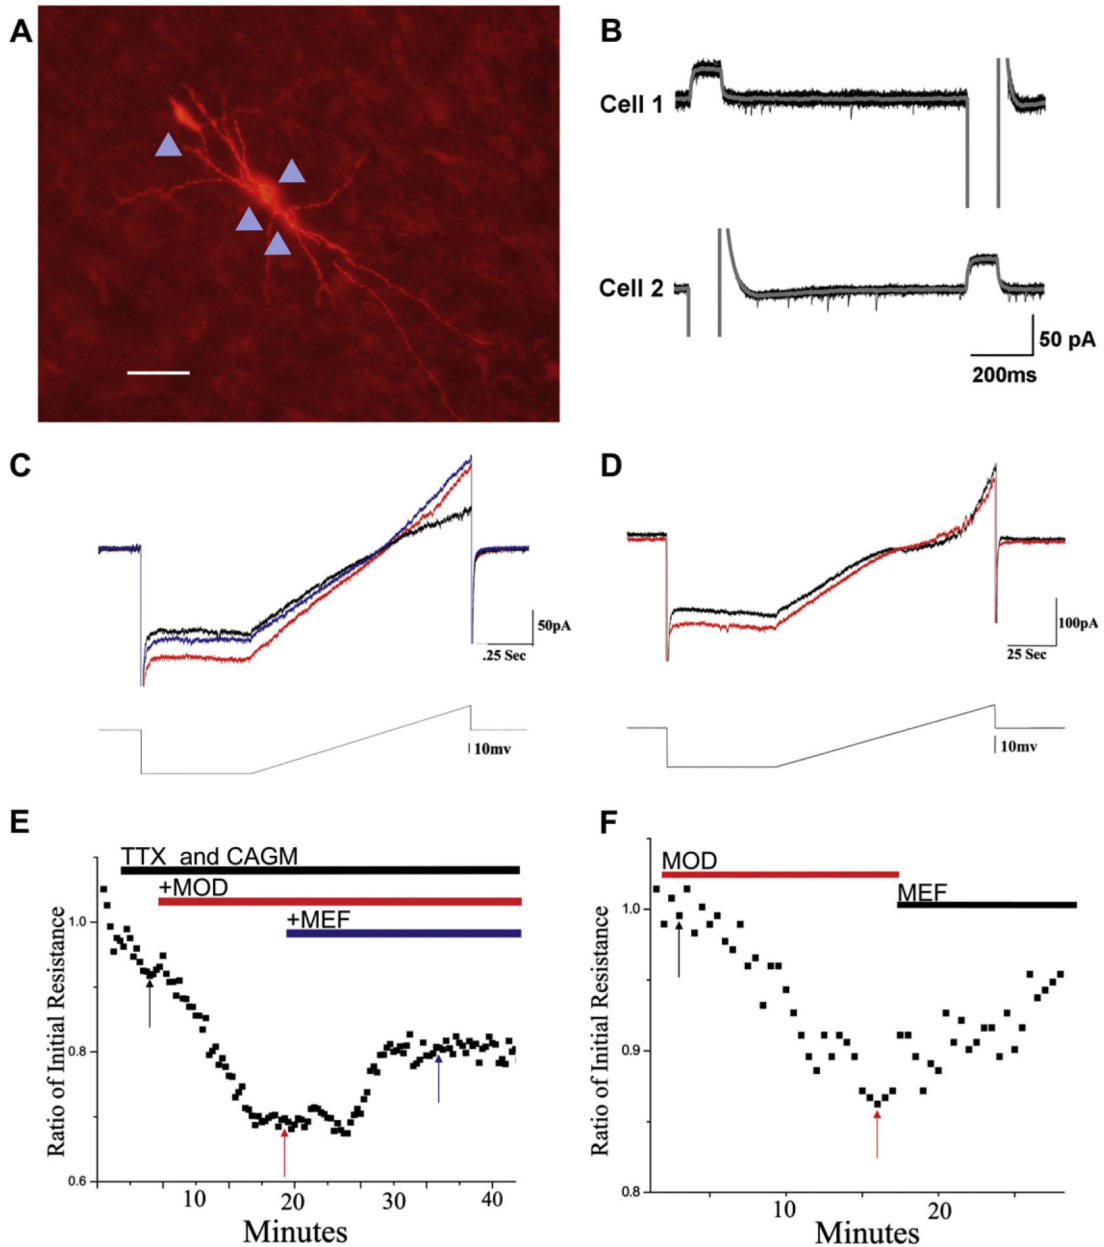 A
B
Cell 1
Cell 2
50 pA
200ms
C
D
50pA
.25 Sec
10mv
100pA
25 Sec
10mv
E
F
TTX and CAGM
+MOD
+MEF
1.0
0.8
0.6
10
20
30
40
Ratio of Initial Resistance
Minutes
MOD
MEF
1.0
0.9
0.8
10
20
Ratio of Initial Resistance
Minutes